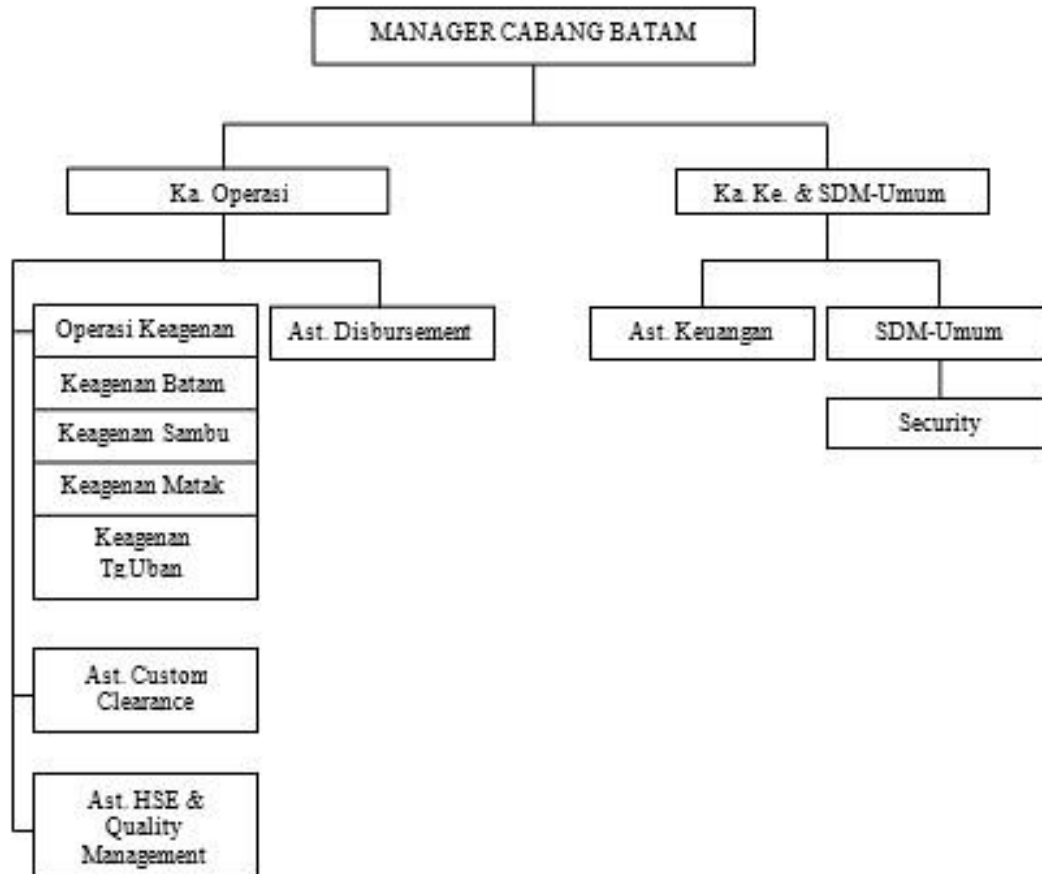 MANAGER CABANG BATAM
Ka. Operasi
Ka. Ke. & SDM-Umum
Operasi Keagenan
Ast. Disbursement
Ast. Keuangan
SDM-Umum
Keagenan Batam
Security
Keagenan Sambu
Keagenan Matak
Keagenan
Tg.Uban
Ast. Custom
Clearance
Ast. HSE &
Quality
Management